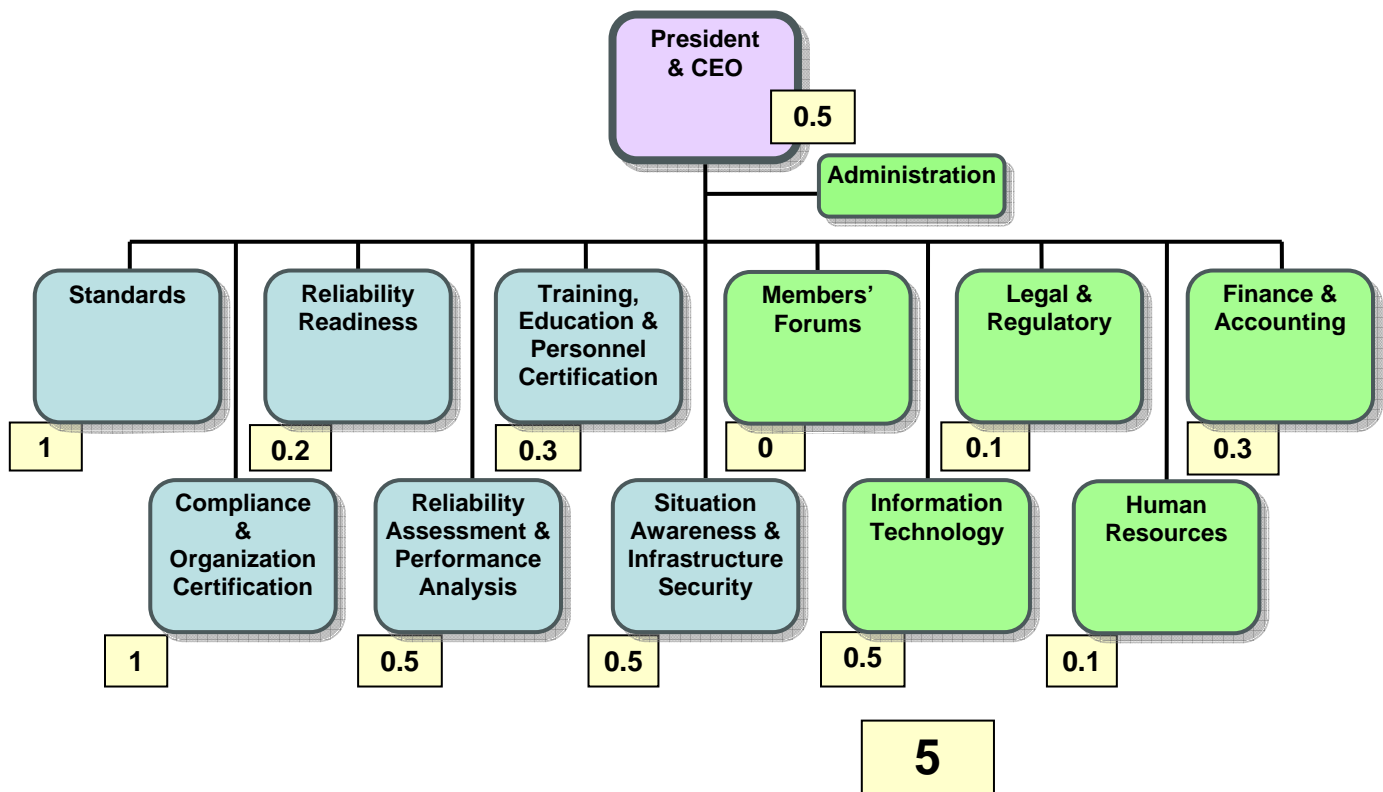 President
& CEO
0.5
Administration
Standards
1
Reliability
Readiness
0.2
Training,
Education &
Personnel
Certification
0.3
Members’
Forums
0
Legal &
Regulatory
0.1
Finance &
Accounting
0.3
Compliance
&
Organization
Certification
1
Reliability
Assessment &
Performance
Analysis
0.5
Situation
Awareness &
Infrastructure
Security
0.5
Information
Technology
0.5
Human
Resources
0.1
5